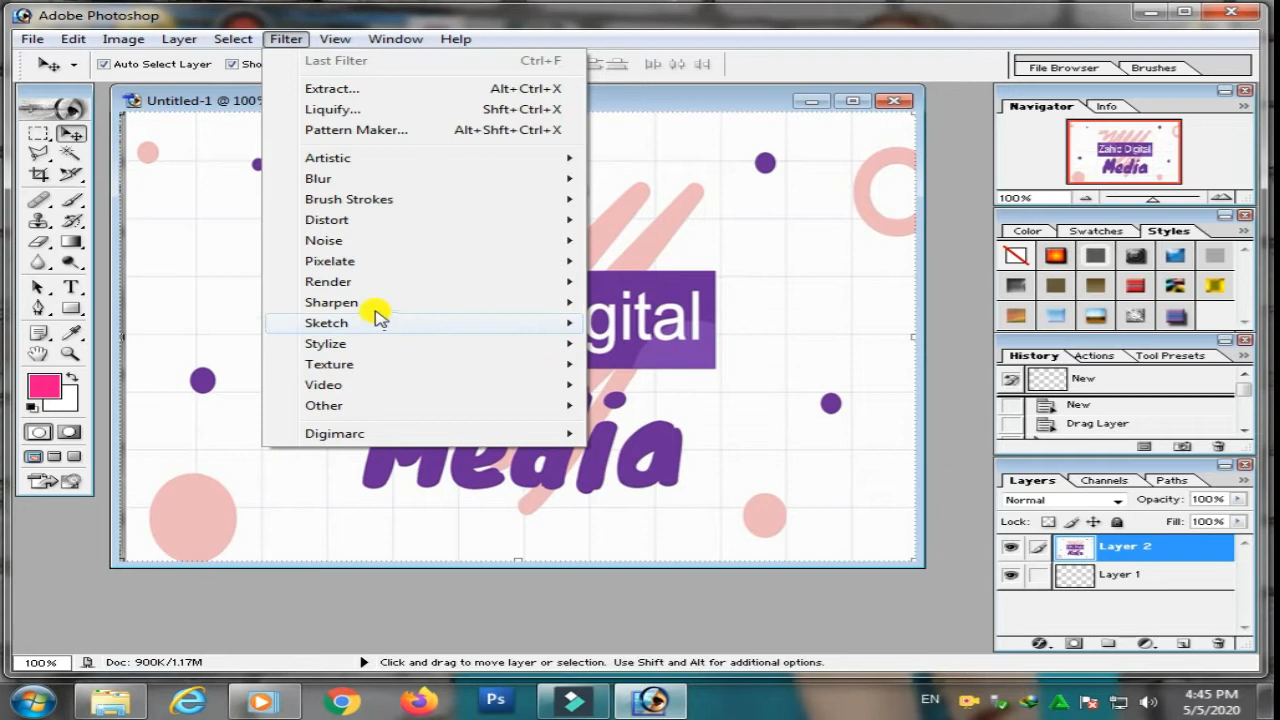 Adobe Photoshop
File Edit Image Layer Select Filter View Window Help
Auto Select Layer Sho
File Browser Brushes
Last Filter Ctrl+F
Extract... Alt+Ctrl+X
Liquify... Shft+Ctrl+X
Pattern Maker... Alt+Shft+Ctrl+X
Artistic
Blur
Brush Strokes
Distort
Noise
Pixelate
Render
Sharpen
Sketch
Stylize
Texture
Video
Other
Digimarc
Untitled-1 @ 100%
gital
Media
Navigator Info
Zahid Digital
Media
100%
Color Swatches Styles
History Actions Tool Presets
New
New
Drag Layer
Layers Channels Paths
Normal Opacity: 100%
Lock: Fill: 100%
Layer 2
Layer 1
100% Doc: 900K/1.17M Click and drag to move layer or selection. Use Shift and Alt for additional options.
Ps
EN
4:45 PM
5/5/2020